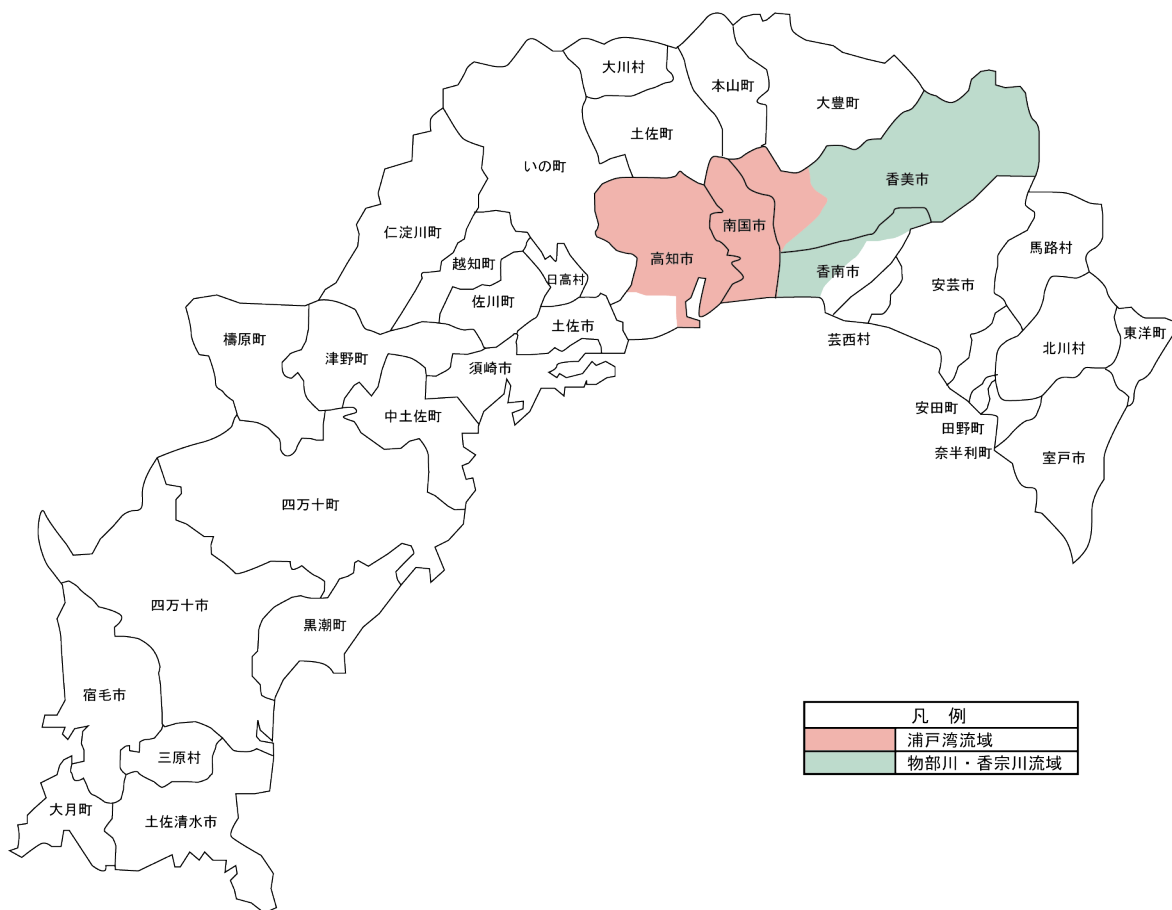 大川村
本山町
大豊町
土佐町
いの町
香美市
仁淀川町
南国市
高知市
越知町
日高村
香南市
馬路村
佐川町
安芸市
土佐市
檮原町
津野町
須崎市
芸西村
東洋町
北川村
中土佐町
安田町
田野町
奈半利町
室戸市
四万十町
四万十市
黒潮町
宿毛市
三原村
大月町
土佐清水市
凡 例
浦戸湾流域
物部川・香宗川流域